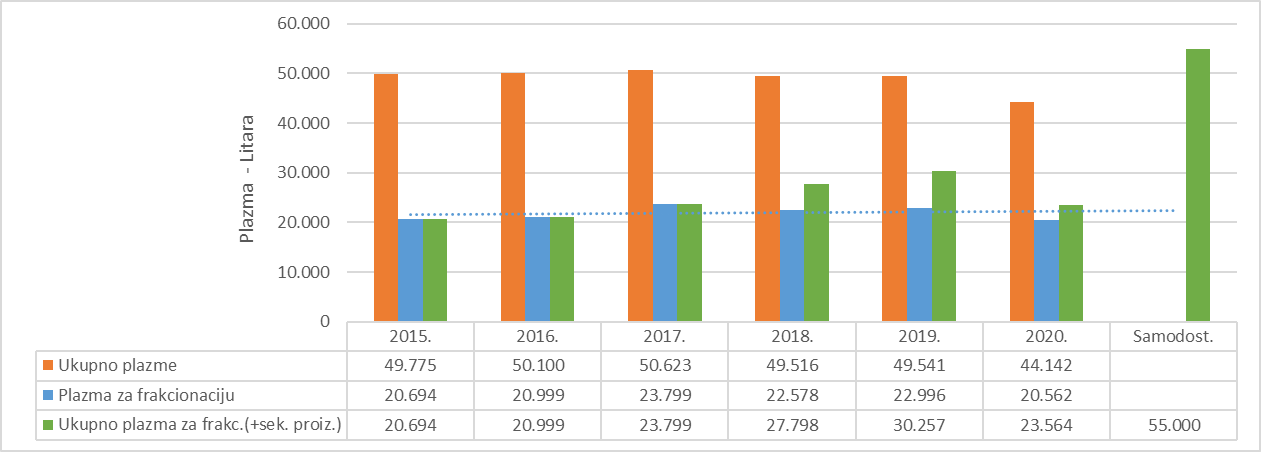 60.000
50.000
40.000
30.000
20.000
10.000
0
Plazma - Litara
2015. 2016. 2017. 2018. 2019. 2020. Samodost.
Ukupno plazme 49.775 50.100 50.623 49.516 49.541 44.142
Plazma za frakcionaciju 20.694 20.999 23.799 22.578 22.996 20.562
Ukupno plazma za frakc.(+sek. proiz.) 20.694 20.999 23.799 27.798 30.257 23.564 55.000